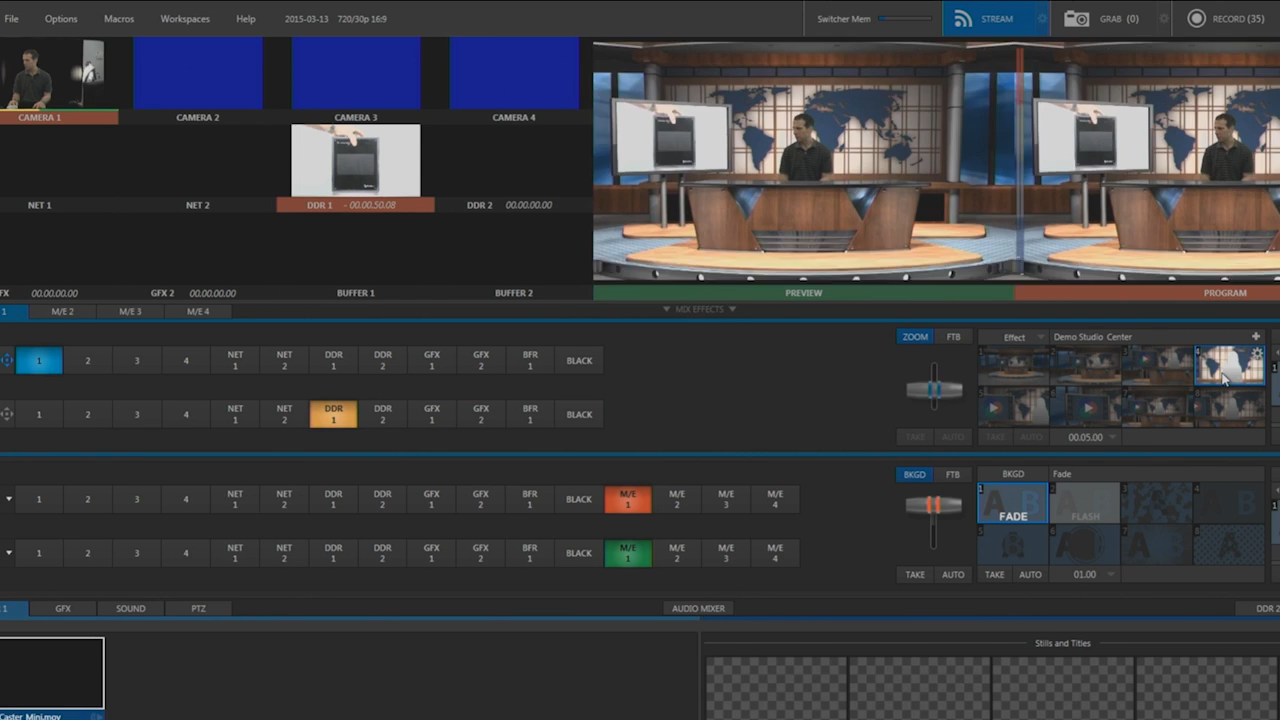 File Options Macros Workspaces Help 2015-03-13 720/30p 16:9 Switcher Mem STREAM GRAB (0) RECORD (35)
CAMERA 1 CAMERA 2 CAMERA 3 CAMERA 4
NET 1 NET 2 DDR 1 - 00.00.50.08 DDR 2 00.00.00.00
FX 00.00.00.00 GFX 2 00.00.00.00 BUFFER 1 BUFFER 2 PREVIEW PROGRAM
1 M/E 2 M/E 3 M/E 4 MIX EFFECTS
ZOOM FTB Effect Demo Studio Center
1 2 3 4 NET 1 NET 2 DDR 1 DDR 2 GFX 1 GFX 2 BFR 1 BLACK
1 2 3 4 NET 1 NET 2 DDR 1 DDR 2 GFX 1 GFX 2 BFR 1 BLACK
TAKE AUTO TAKE AUTO 00.05.00
BKGD FTB BKGD Fade
1 2 3 4 NET 1 NET 2 DDR 1 DDR 2 GFX 1 GFX 2 BFR 1 BLACK M/E 1 M/E 2 M/E 3 M/E 4
FADE FLASH
1 2 3 4 NET 1 NET 2 DDR 1 DDR 2 GFX 1 GFX 2 BFR 1 BLACK M/E 1 M/E 2 M/E 3 M/E 4
TAKE AUTO TAKE AUTO 01.00
1 GFX SOUND PTZ AUDIO MIXER DDR 2
Stills and Titles
Caster Mini.mov